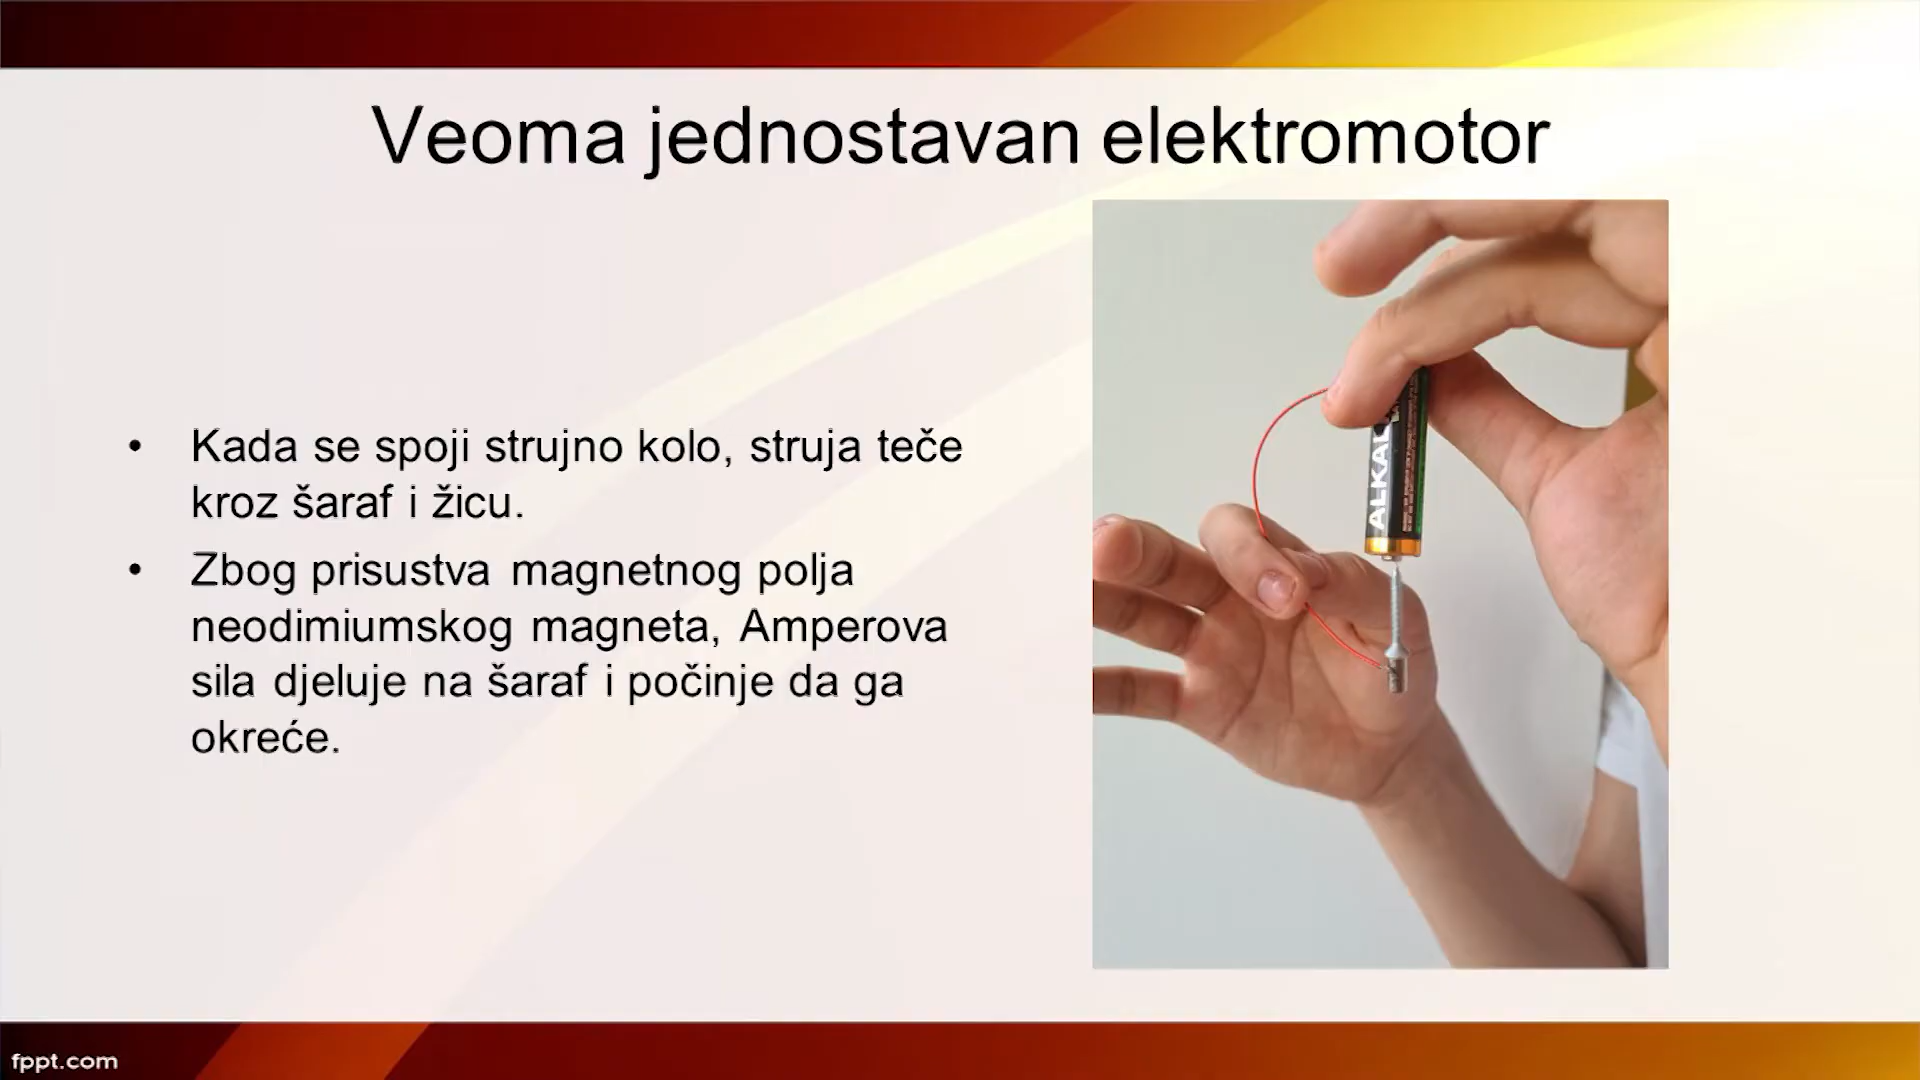 Veoma jednostavan elektromotor
• Kada se spoji strujno kolo, struja teče
kroz šaraf i žicu.
• Zbog prisustva magnetnog polja
neodimiumskog magneta, Amperova
sila djeluje na šaraf i počinje da ga
okreće.
fppt.com